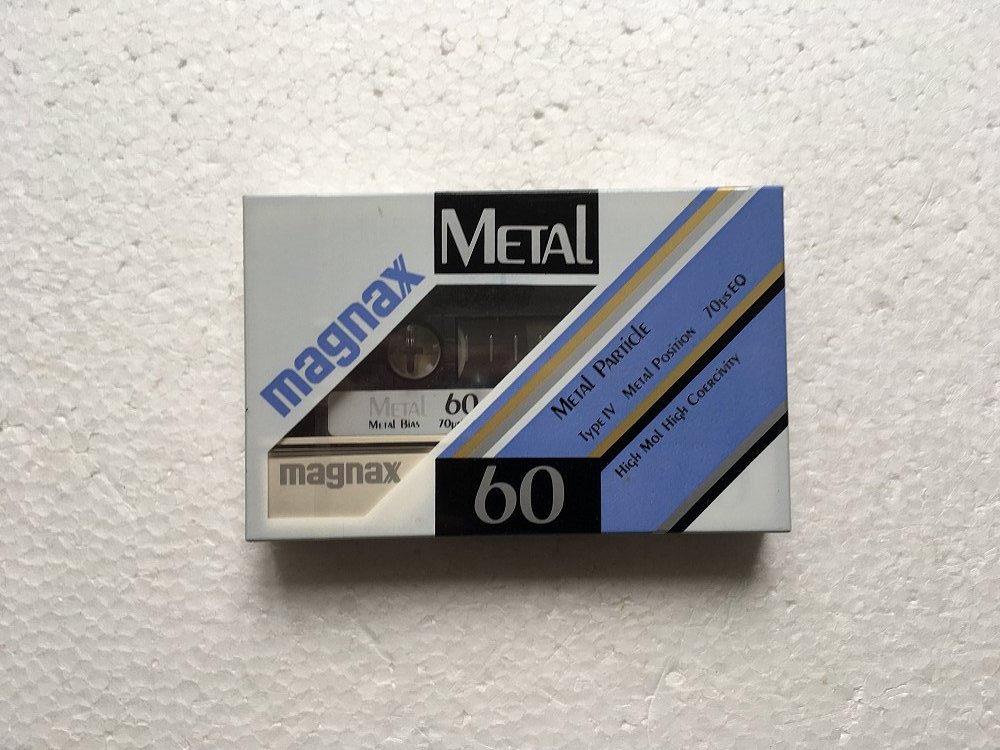 Metal
magnax
Metal 60
Metal Bias 70μ
magnax
60
Metal Particle
Type IV Metal Position 70μs EQ
High Mol High Coercivity